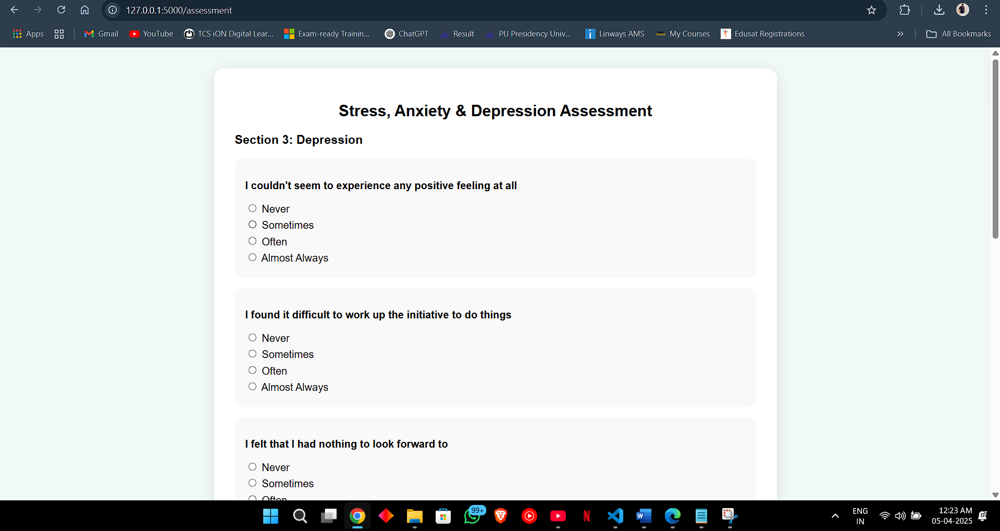 127.0.0.1:5000/assessment
Apps
Gmail
YouTube
TCS iON Digital Lear...
Exam-ready Trainin...
ChatGPT
Result
PU Presidency Univ...
Linways AMS
My Courses
Edusat Registrations
All Bookmarks
Stress, Anxiety & Depression Assessment
Section 3: Depression
I couldn't seem to experience any positive feeling at all
Never
Sometimes
Often
Almost Always
I found it difficult to work up the initiative to do things
Never
Sometimes
Often
Almost Always
I felt that I had nothing to look forward to
Never
Sometimes
Often
99+
ENG
IN
12:23 AM
05-04-2025